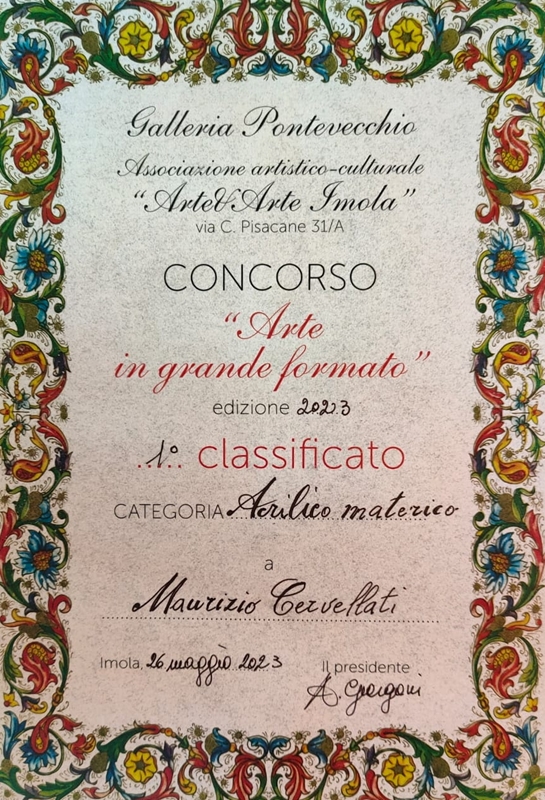 Galleria Pontevecchio
Associazione artistico-culturale
“Arte&Arte Imola”
via C. Pisacane 31/A
CONCORSO
“Arte
in grande formato”
edizione 2023
1° classificato
CATEGORIA Acrilico materico
a
Maurizio Cervellati
Imola, 26 maggio 2023
Il presidente
A.